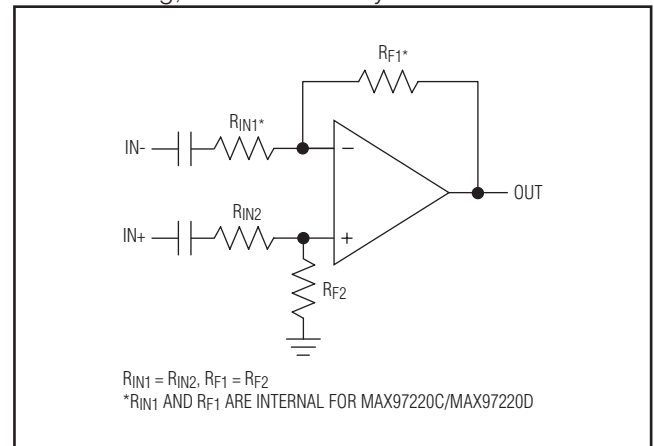 RF1*
RIN1*
IN-
−
OUT
RIN2
IN+
+
RF2
RIN1 = RIN2, RF1 = RF2
*RIN1 AND RF1 ARE INTERNAL FOR MAX97220C/MAX97220D